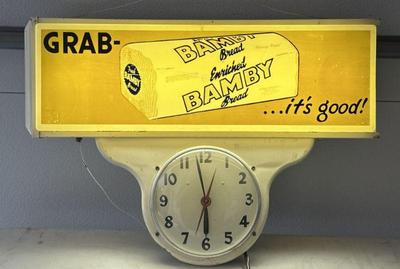 GRAB-
BAMBY
Bread
Enriched
BAMBY
Bread
BAMBY
...it's good!
12
11
1
10
2
9
3
8
4
7
5
6